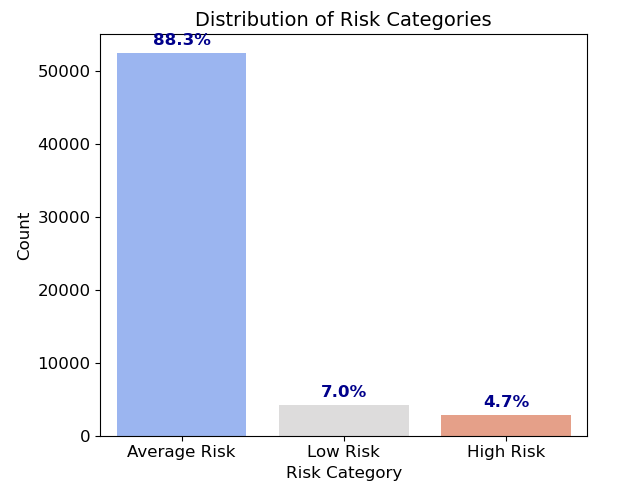 Distribution of Risk Categories
88.3%
50000
40000
30000
20000
10000
0
Count
7.0%
4.7%
Average Risk Low Risk High Risk
Risk Category